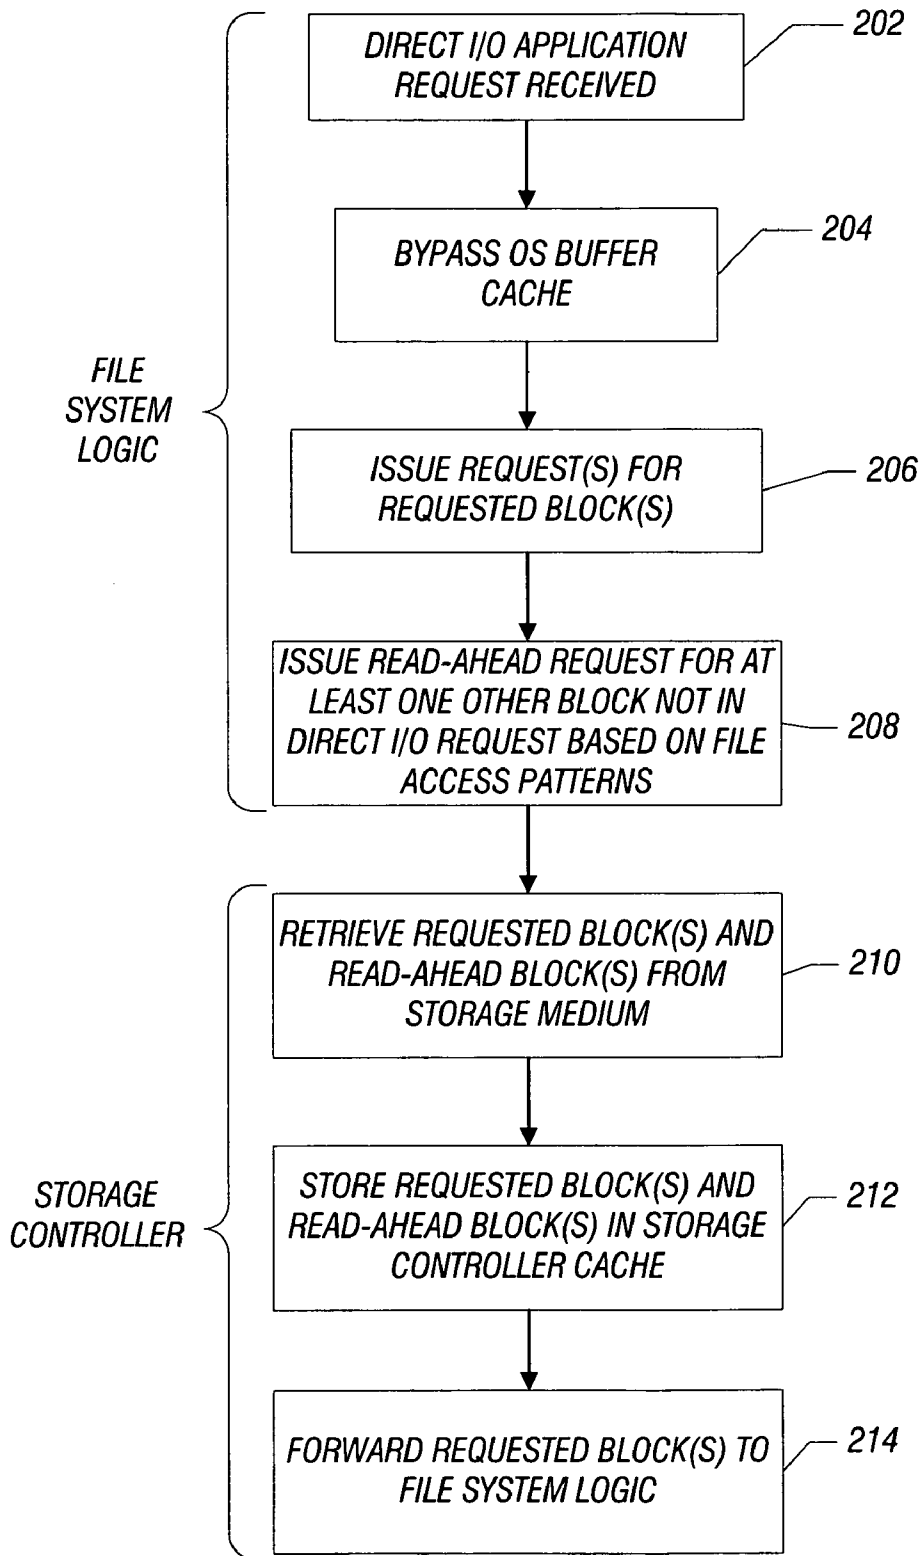 DIRECT I/O APPLICATION
REQUEST RECEIVED
202
BYPASS OS BUFFER
CACHE
204
FILE
SYSTEM
LOGIC
ISSUE REQUEST(S) FOR
REQUESTED BLOCK(S)
206
ISSUE READ-AHEAD REQUEST FOR AT
LEAST ONE OTHER BLOCK NOT IN
DIRECT I/O REQUEST BASED ON FILE
ACCESS PATTERNS
208
RETRIEVE REQUESTED BLOCK(S) AND
READ-AHEAD BLOCK(S) FROM
STORAGE MEDIUM
210
STORAGE
CONTROLLER
STORE REQUESTED BLOCK(S) AND
READ-AHEAD BLOCK(S) IN STORAGE
CONTROLLER CACHE
212
FORWARD REQUESTED BLOCK(S) TO
FILE SYSTEM LOGIC
214